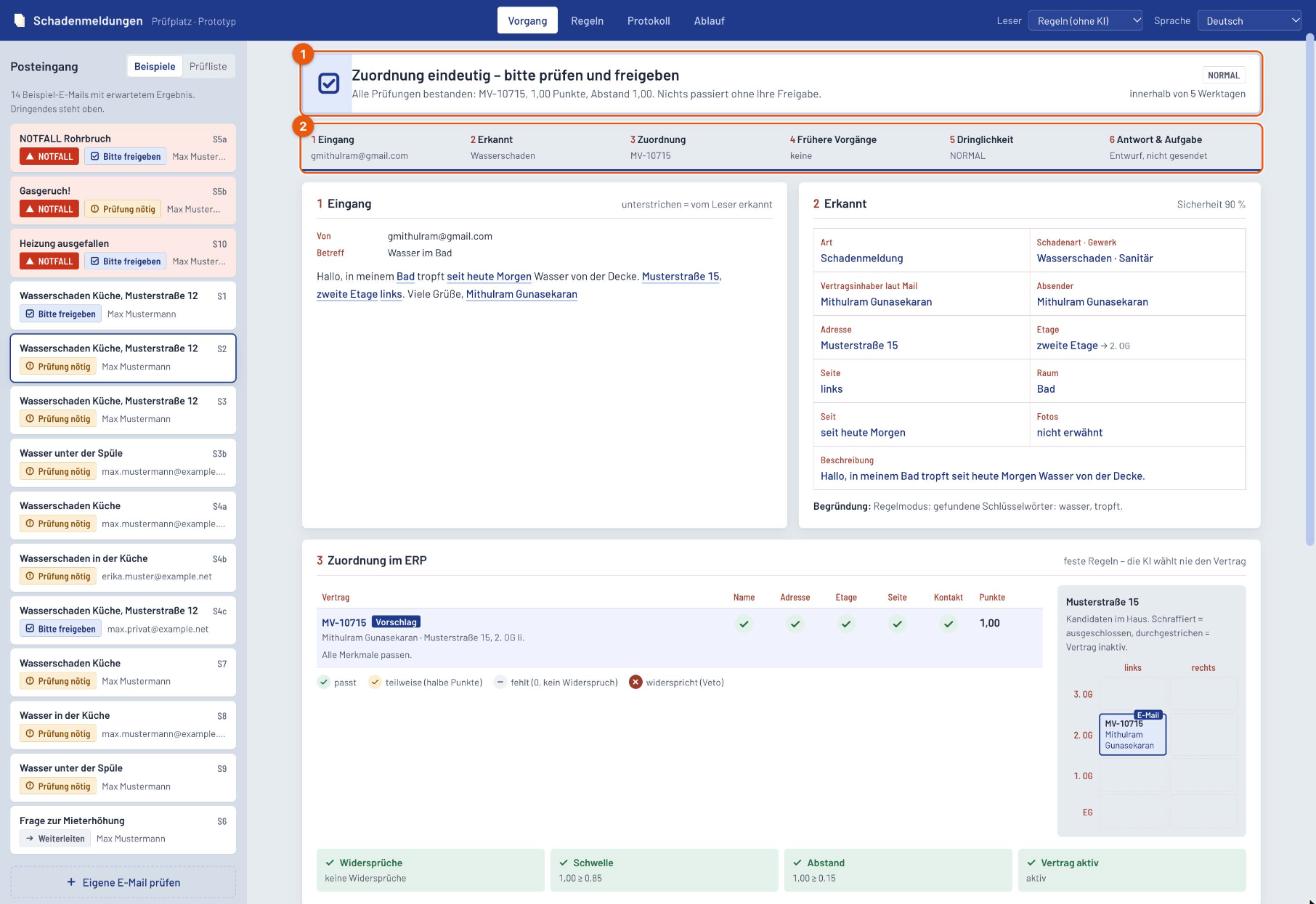 Schadenmeldungen Prüfplatz · Prototyp
Vorgang Regeln Protokoll Ablauf
Leser Regeln (ohne KI) Sprache Deutsch
Posteingang Beispiele Prüfliste
14 Beispiel-E-Mails mit erwartetem Ergebnis.
Dringendes steht oben.
NOTFALL Rohrbruch S5a
NOTFALL Bitte freigeben Max Muster...
Gasgeruch! S5b
NOTFALL Prüfung nötig Max Muster...
Heizung ausgefallen S10
NOTFALL Bitte freigeben Max Muster...
Wasserschaden Küche, Musterstraße 12 S1
Bitte freigeben Max Mustermann
Wasserschaden Küche, Musterstraße 12 S2
Prüfung nötig Max Mustermann
Wasserschaden Küche, Musterstraße 12 S3
Prüfung nötig Max Mustermann
Wasser unter der Spüle S3b
Prüfung nötig max.mustermann@example....
Wasserschaden Küche S4a
Prüfung nötig max.mustermann@example....
Wasserschaden in der Küche S4b
Prüfung nötig erika.muster@example.net
Wasserschaden Küche, Musterstraße 12 S4c
Bitte freigeben max.privat@example.net
Wasserschaden Küche S7
Prüfung nötig Max Mustermann
Wasser in der Küche S8
Prüfung nötig max.mustermann@example....
Wasser unter der Spüle S9
Prüfung nötig Max Mustermann
Frage zur Mieterhöhung S6
→ Weiterleiten Max Mustermann
+ Eigene E-Mail prüfen
1
Zuordnung eindeutig – bitte prüfen und freigeben NORMAL
Alle Prüfungen bestanden: MV-10715, 1,00 Punkte, Abstand 1,00. Nichts passiert ohne Ihre Freigabe. innerhalb von 5 Werktagen
2
1 Eingang 2 Erkannt 3 Zuordnung 4 Frühere Vorgänge 5 Dringlichkeit 6 Antwort & Aufgabe
gmithulram@gmail.com Wasserschaden MV-10715 keine NORMAL Entwurf, nicht gesendet
1 Eingang unterstrichen = vom Leser erkannt
Von gmithulram@gmail.com
Betreff Wasser im Bad
Hallo, in meinem Bad tropft seit heute Morgen Wasser von der Decke. Musterstraße 15,
zweite Etage links. Viele Grüße, Mithulram Gunasekaran
2 Erkannt Sicherheit 90 %
Art Schadenart · Gewerk
Schadenmeldung Wasserschaden · Sanitär
Vertragsinhaber laut Mail Absender
Mithulram Gunasekaran Mithulram Gunasekaran
Adresse Etage
Musterstraße 15 zweite Etage → 2. OG
Seite Raum
links Bad
Seit Fotos
seit heute Morgen nicht erwähnt
Beschreibung
Hallo, in meinem Bad tropft seit heute Morgen Wasser von der Decke.
Begründung: Regelmodus: gefundene Schlüsselwörter: wasser, tropft.
3 Zuordnung im ERP feste Regeln – die KI wählt nie den Vertrag
Vertrag Name Adresse Etage Seite Kontakt Punkte
MV-10715 Vorschlag 1,00
Mithulram Gunasekaran · Musterstraße 15, 2. OG li.
Alle Merkmale passen.
passt teilweise (halbe Punkte) fehlt (0, kein Widerspruch) widerspricht (Veto)
Musterstraße 15
Kandidaten im Haus. Schraffiert =
ausgeschlossen, durchgestrichen =
Vertrag inaktiv.
links rechts
3. OG
E-Mail
2. OG MV-10715
Mithulram
Gunasekaran
1. OG
EG
Widersprüche Schwelle Abstand Vertrag aktiv
keine Widersprüche 1,00 ≥ 0.85 1,00 ≥ 0.15 aktiv